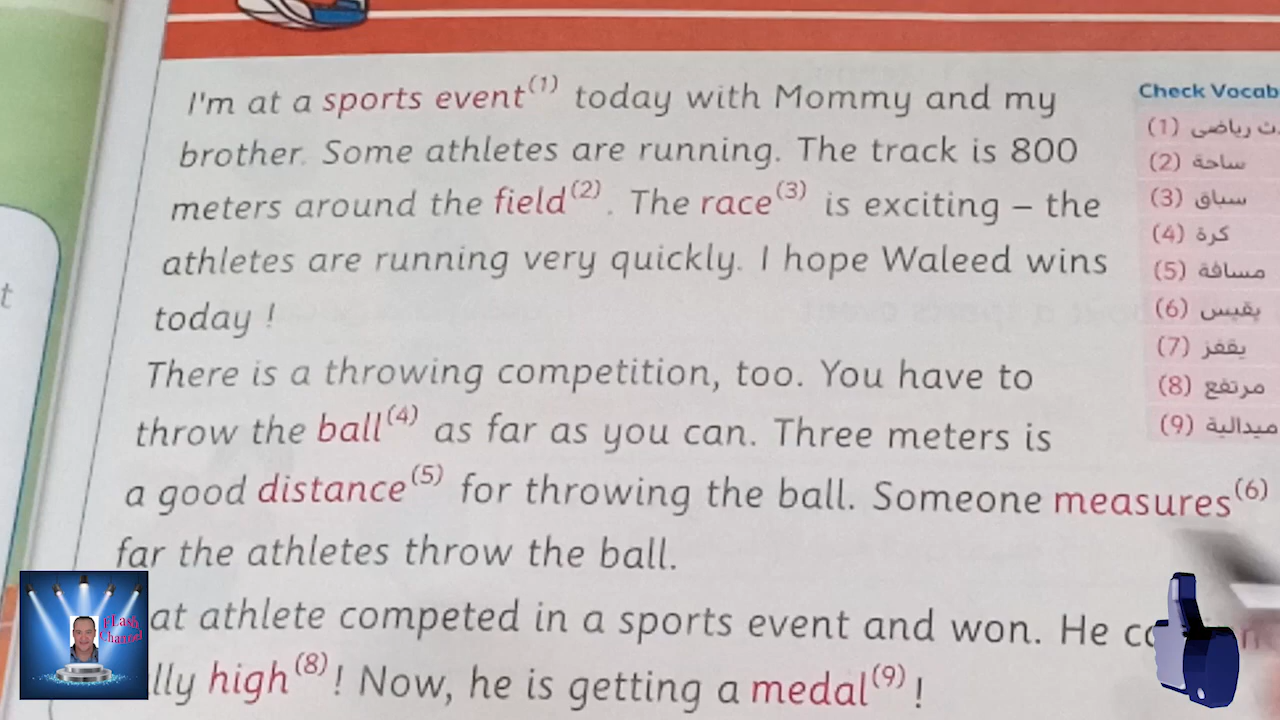 I'm at a sports event(1) today with Mommy and my
brother. Some athletes are running. The track is 800
meters around the field(2). The race(3) is exciting – the
athletes are running very quickly. I hope Waleed wins
today !
There is a throwing competition, too. You have to
throw the ball(4) as far as you can. Three meters is
a good distance(5) for throwing the ball. Someone measures(6)
far the athletes throw the ball.
at athlete competed in a sports event and won. He
high(8)! Now, he is getting a medal(9)!
Check Vocab
(1) رياضى
(2) ساحة
(3) سباق
(4) كرة
(5) مسافة
(6) يقيس
(7) يقفز
(8) مرتفع
(9) ميدالية
FLash
Channel